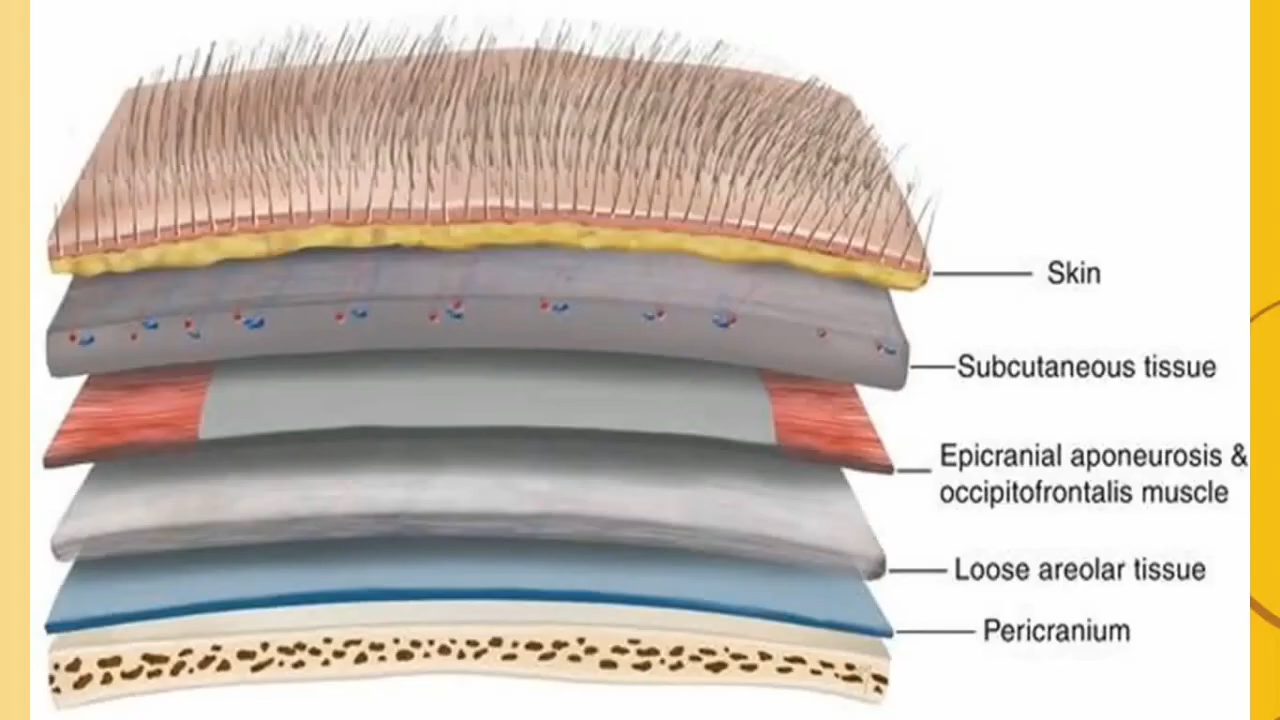 Skin
Subcutaneous tissue
Epicranial aponeurosis &
occipitofrontalis muscle
Loose areolar tissue
Pericranium